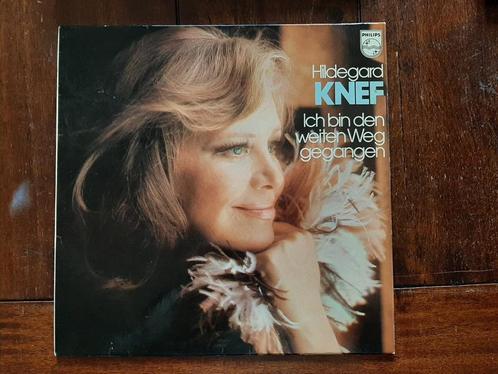 PHILIPS
Hildegard
KNEF
Ich bin den
weiten Weg
gegangen